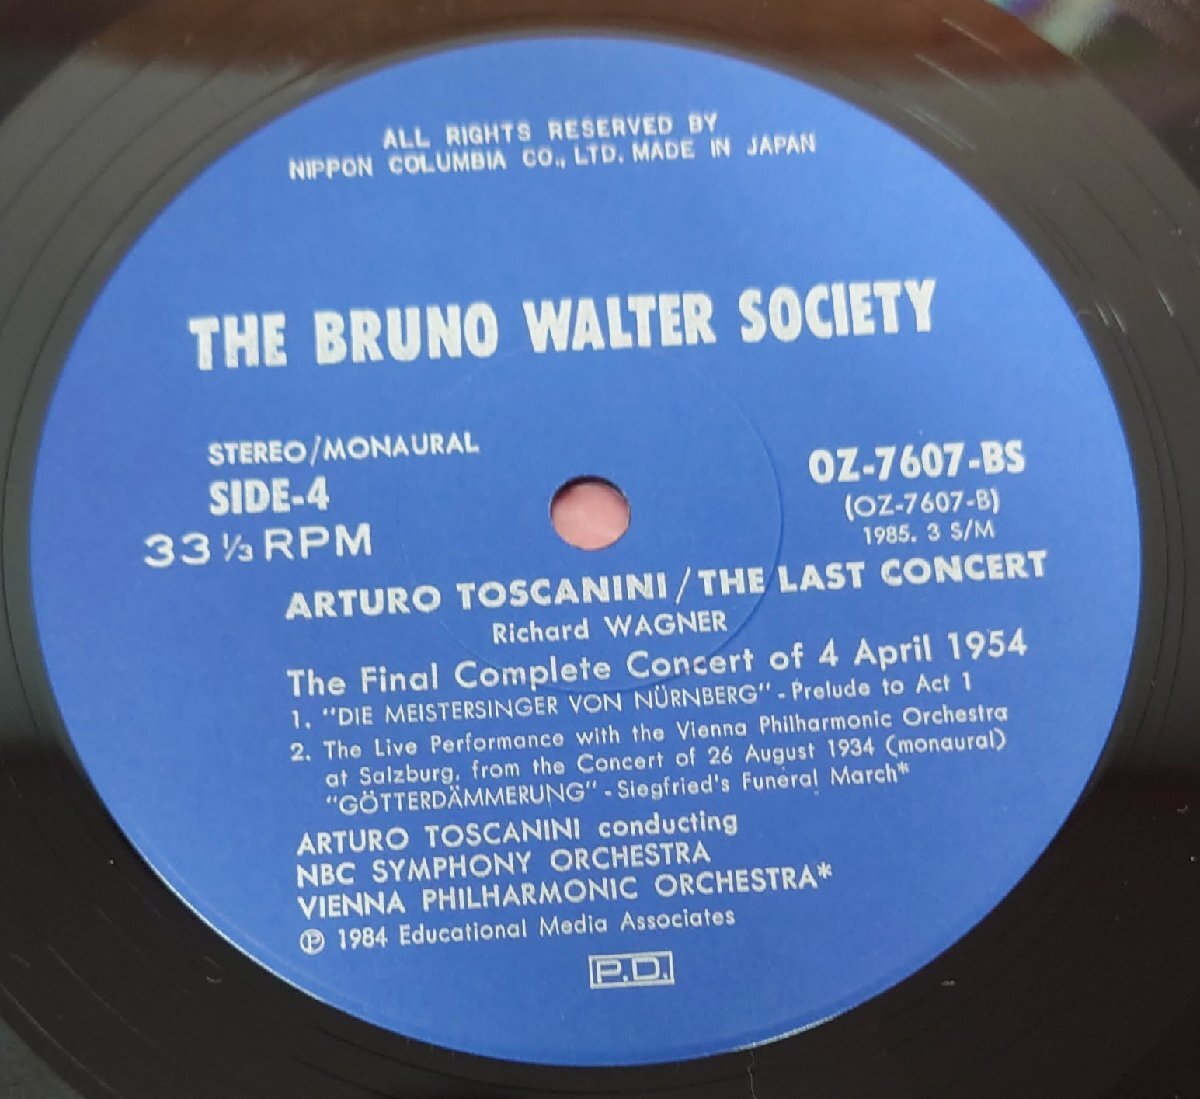 ALL RIGHTS RESERVED BY
NIPPON COLUMBIA CO., LTD. MADE IN JAPAN
THE BRUNO WALTER SOCIETY
STEREO/MONAURAL
SIDE-4
33 1/3 RPM
OZ-7607-BS
(OZ-7607-B)
1985. 3 S/M
ARTURO TOSCANINI/THE LAST CONCERT
Richard WAGNER
The Final Complete Concert of 4 April 1954
1. "DIE MEISTERSINGER VON NÜRNBERG" - Prelude to Act 1
2. The Live Performance with the Vienna Philharmonic Orchestra
at Salzburg, from the Concert of 26 August 1934 (monaural)
"GÖTTERDÄMMERUNG" - Siegfried's Funeral March*
ARTURO TOSCANINI conducting
NBC SYMPHONY ORCHESTRA
VIENNA PHILHARMONIC ORCHESTRA*
℗ 1984 Educational Media Associates
P.D.